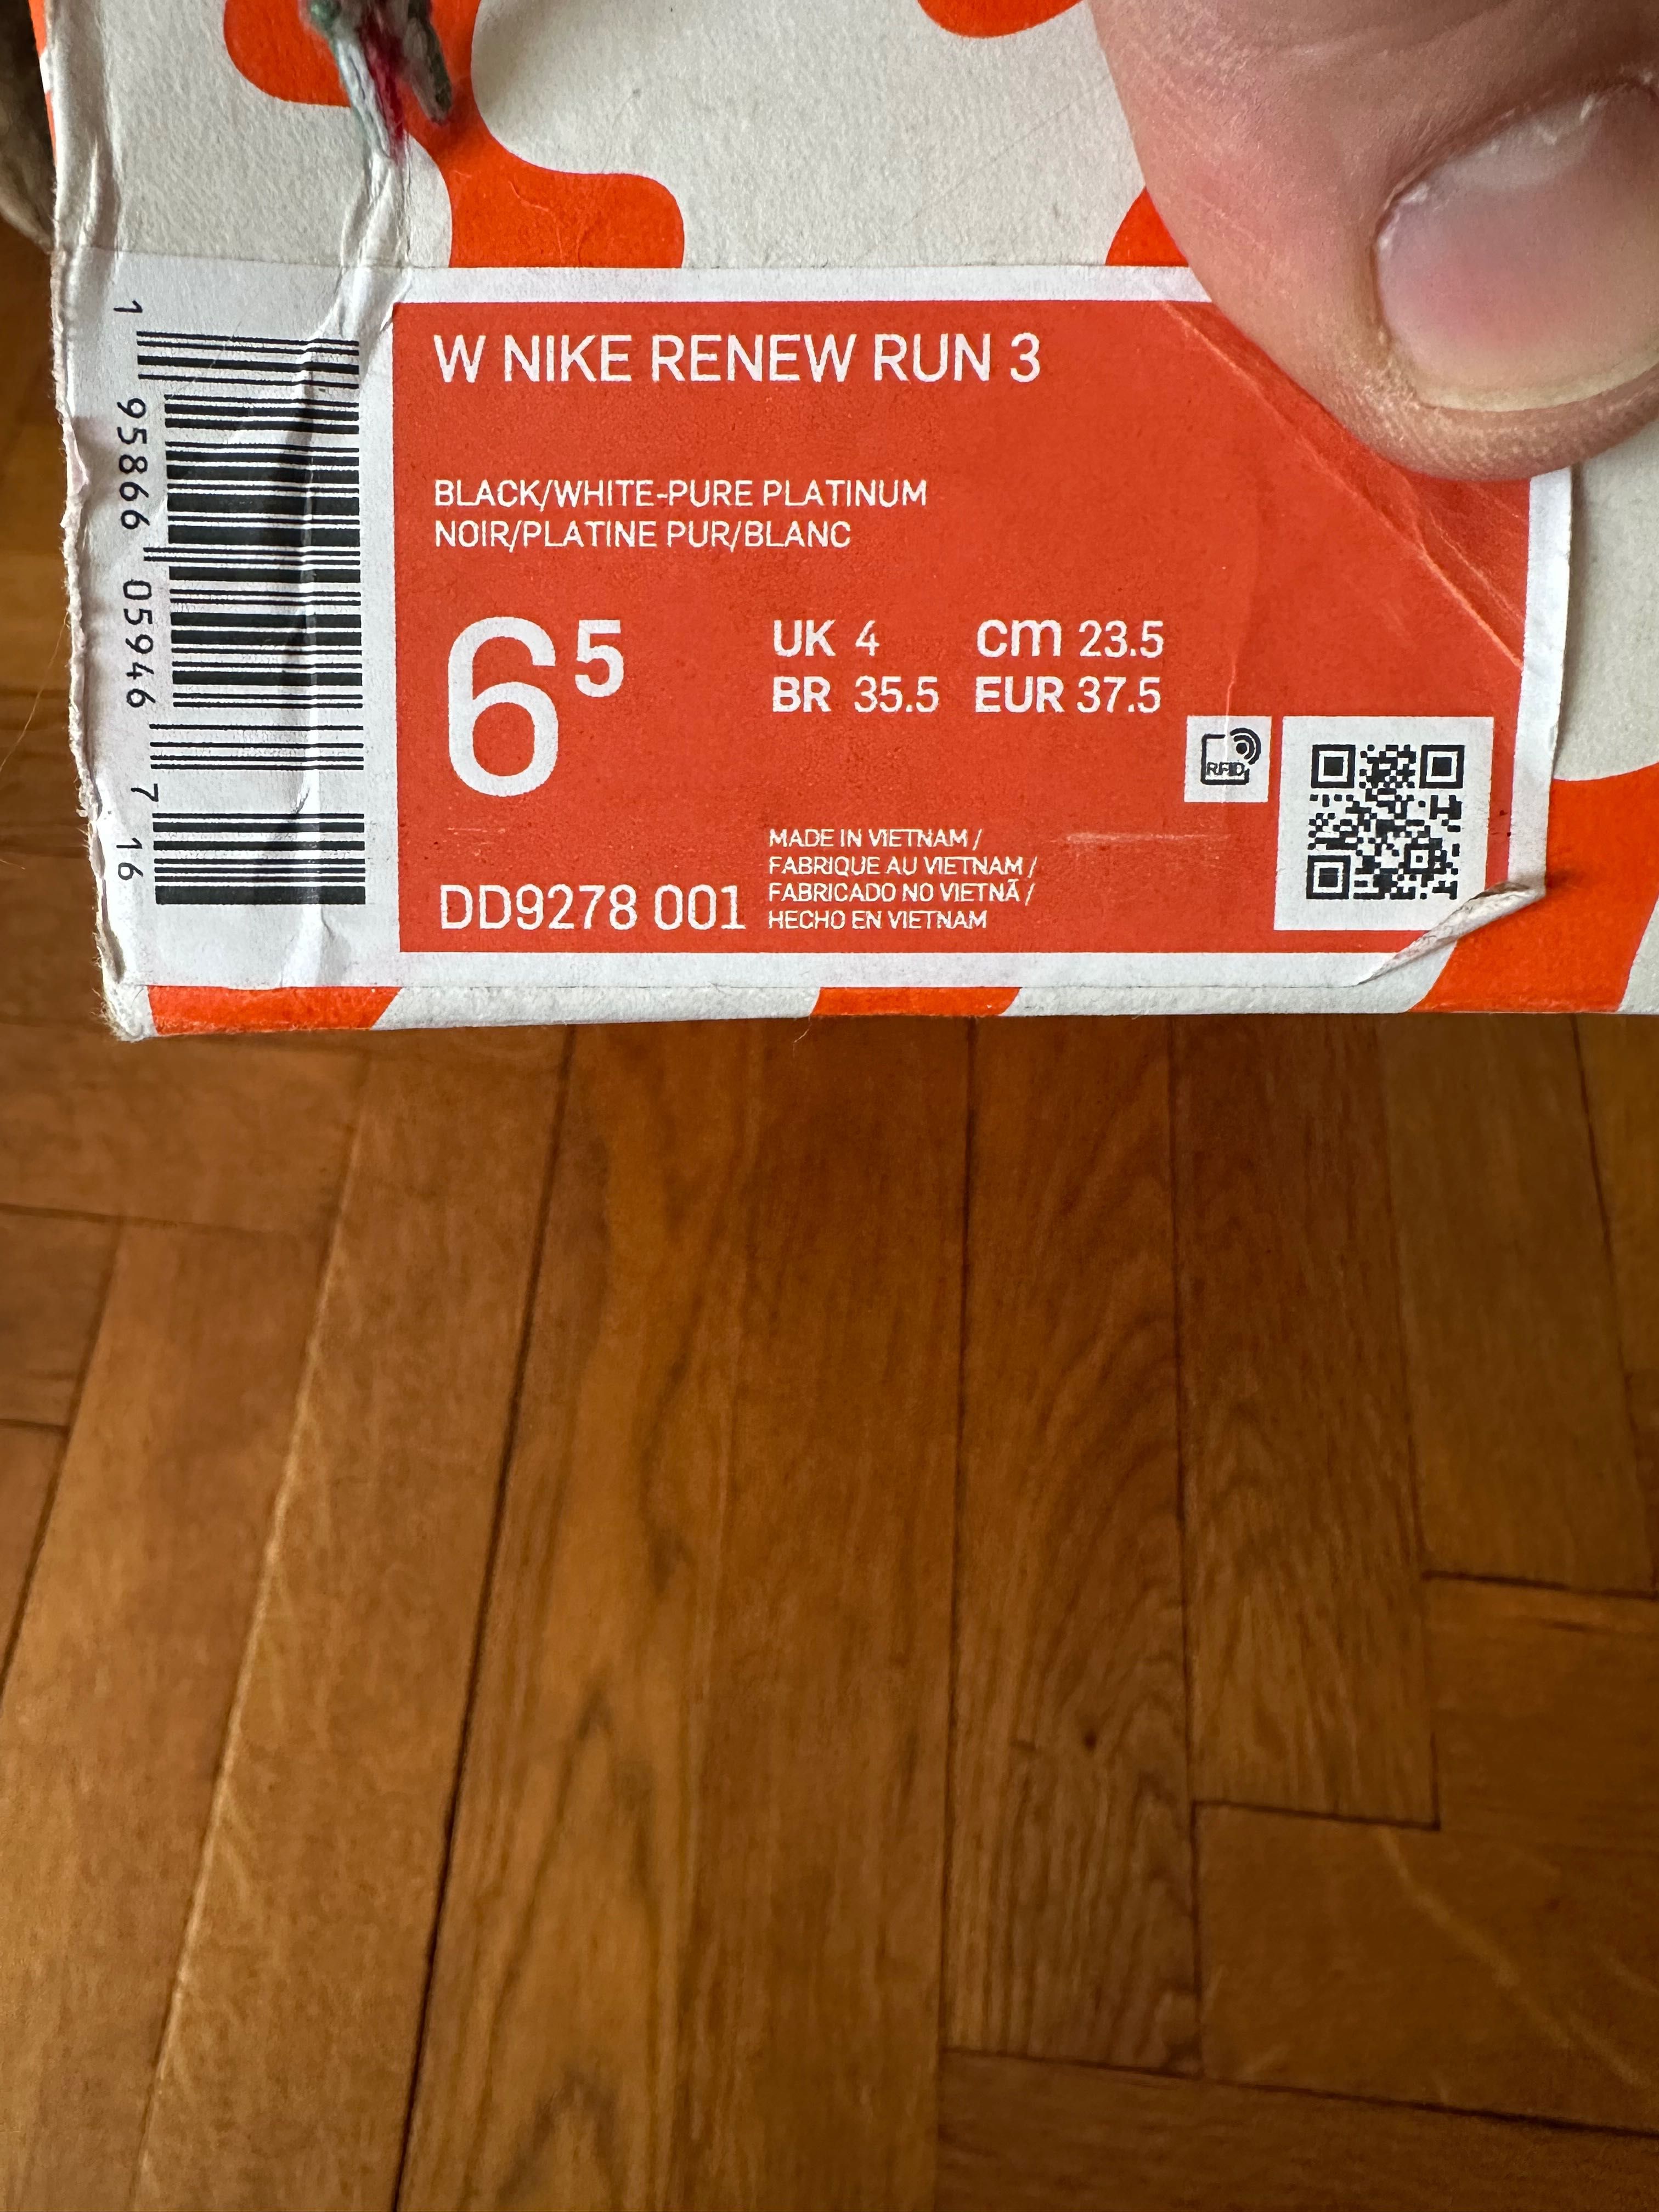 W NIKE RENEW RUN 3
BLACK/WHITE-PURE PLATINUM
NOIR/PLATINE PUR/BLANC
6 5
UK 4 cm 23.5
BR 35.5 EUR 37.5
RFID
MADE IN VIETNAM /
FABRIQUE AU VIETNAM /
FABRICADO NO VIETNÃ /
HECHO EN VIETNAM
DD9278 001
1 95866 05946 7 16